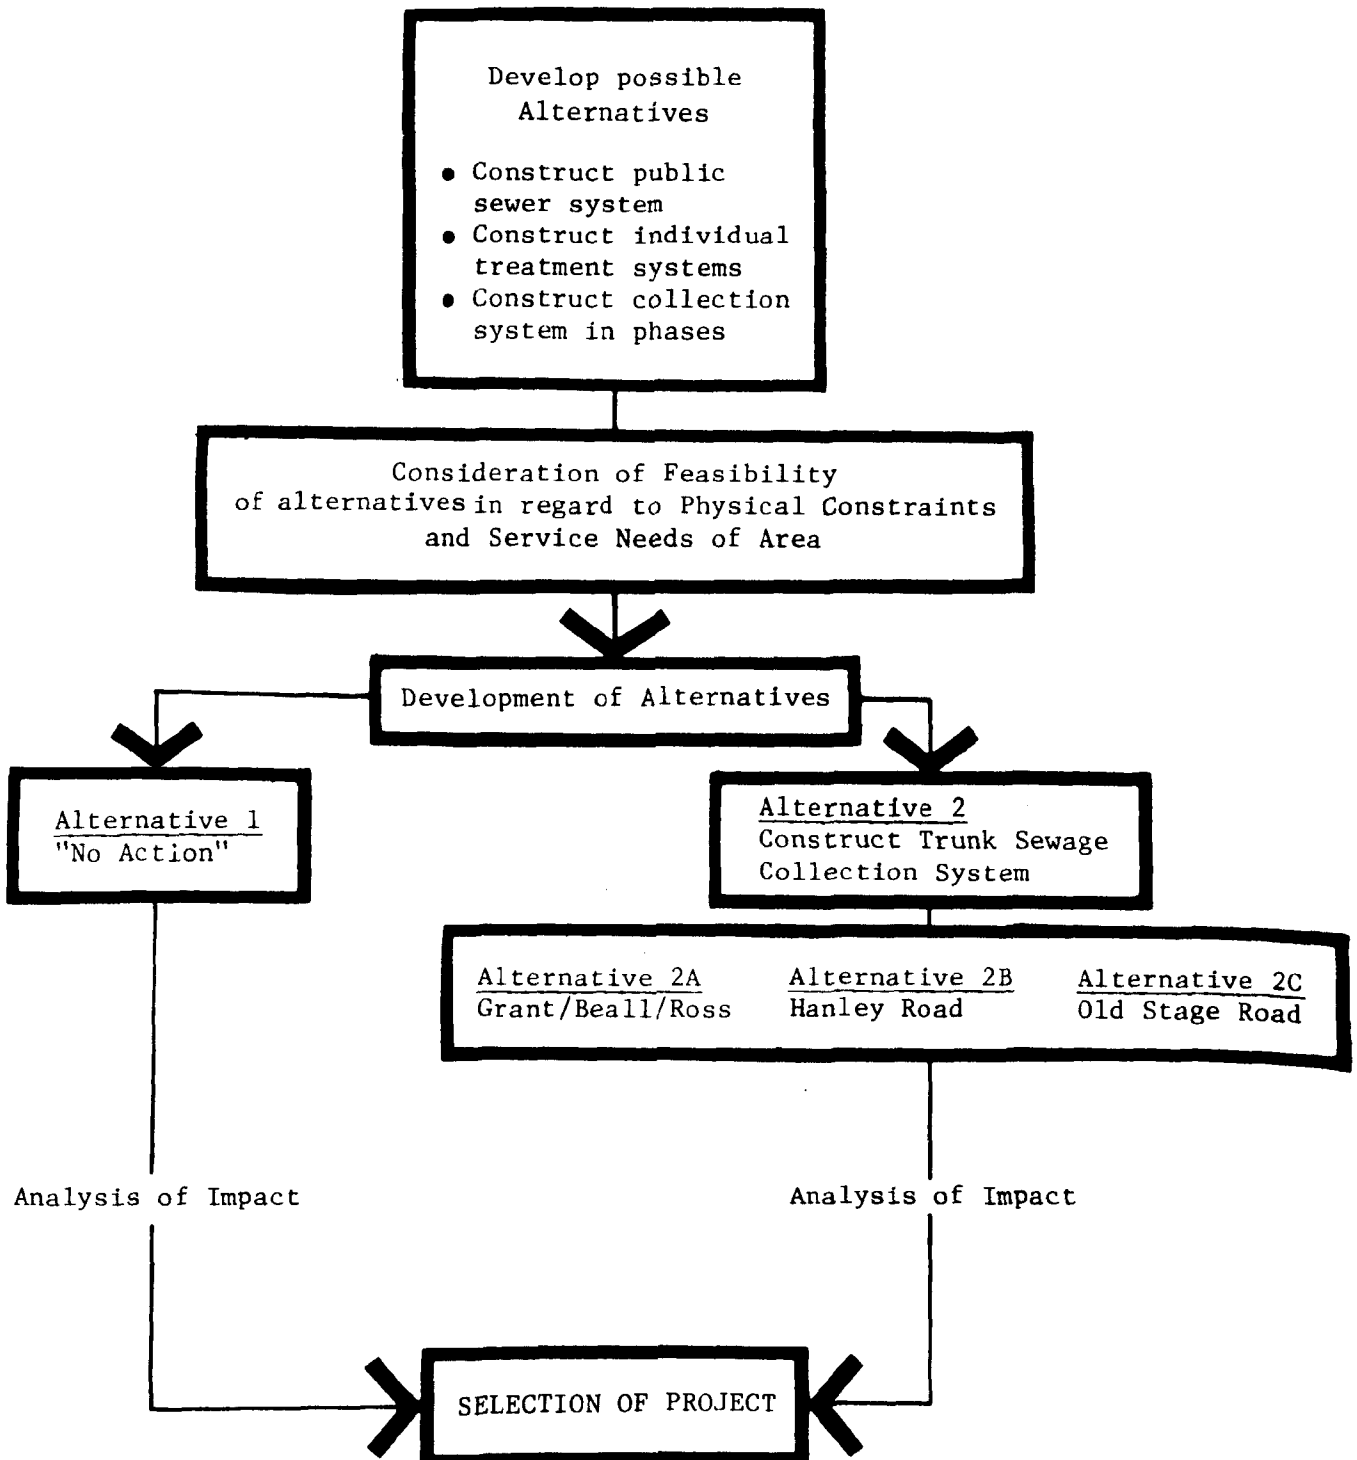 Develop possible
Alternatives
• Construct public
sewer system
• Construct individual
treatment systems
• Construct collection
system in phases
Consideration of Feasibility
of alternatives in regard to Physical Constraints
and Service Needs of Area
Development of Alternatives
Alternative 1
"No Action"
Alternative 2
Construct Trunk Sewage
Collection System
Alternative 2A
Grant/Beall/Ross
Alternative 2B
Hanley Road
Alternative 2C
Old Stage Road
Analysis of Impact
Analysis of Impact
SELECTION OF PROJECT